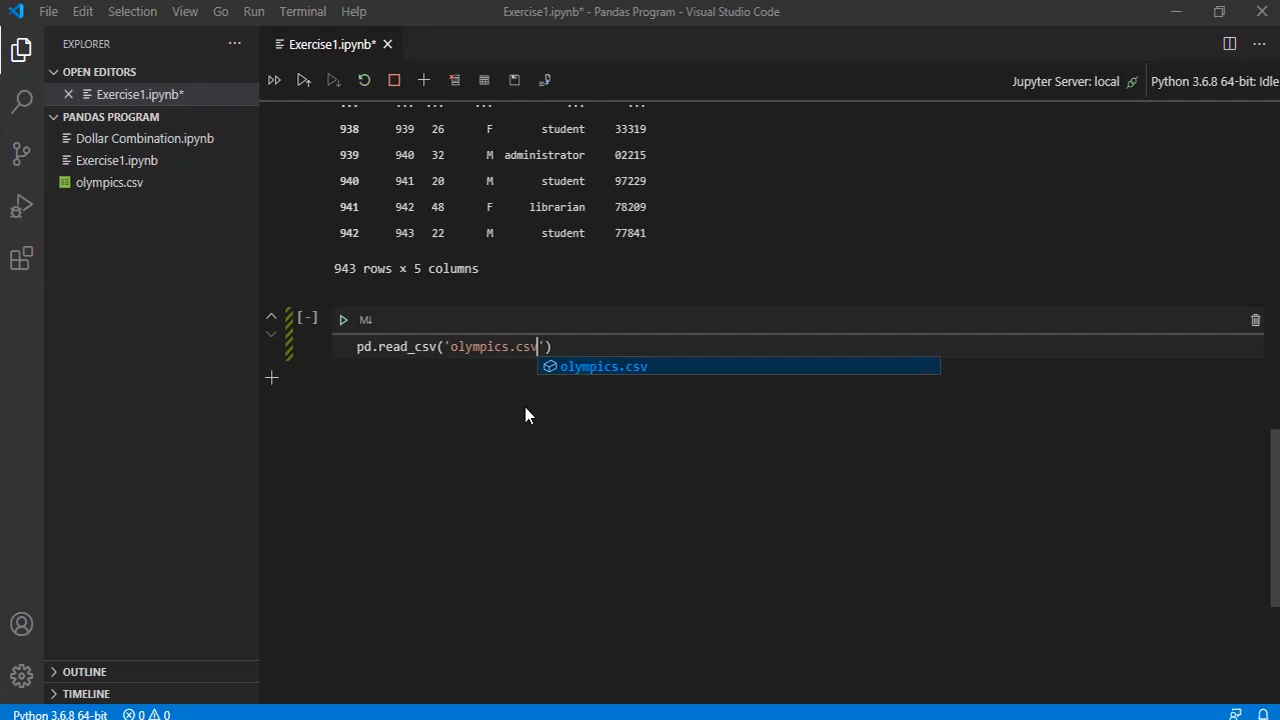 File Edit Selection View Go Run Terminal Help Exercise1.ipynb* - Pandas Program - Visual Studio Code
EXPLORER
Exercise1.ipynb*
OPEN EDITORS
Exercise1.ipynb*
Jupyter Server: local
Python 3.6.8 64-bit: Idle
PANDAS PROGRAM
Dollar Combination.ipynb
Exercise1.ipynb
olympics.csv
... ... ... ... ...
938 939 26 F student 33319
939 940 32 M administrator 02215
940 941 20 M student 97229
941 942 48 F librarian 78209
942 943 22 M student 77841
943 rows × 5 columns
[-] M↓
pd.read_csv('olympics.csv')
olympics.csv
OUTLINE
TIMELINE
Python 3.6.8 64-bit 0 0